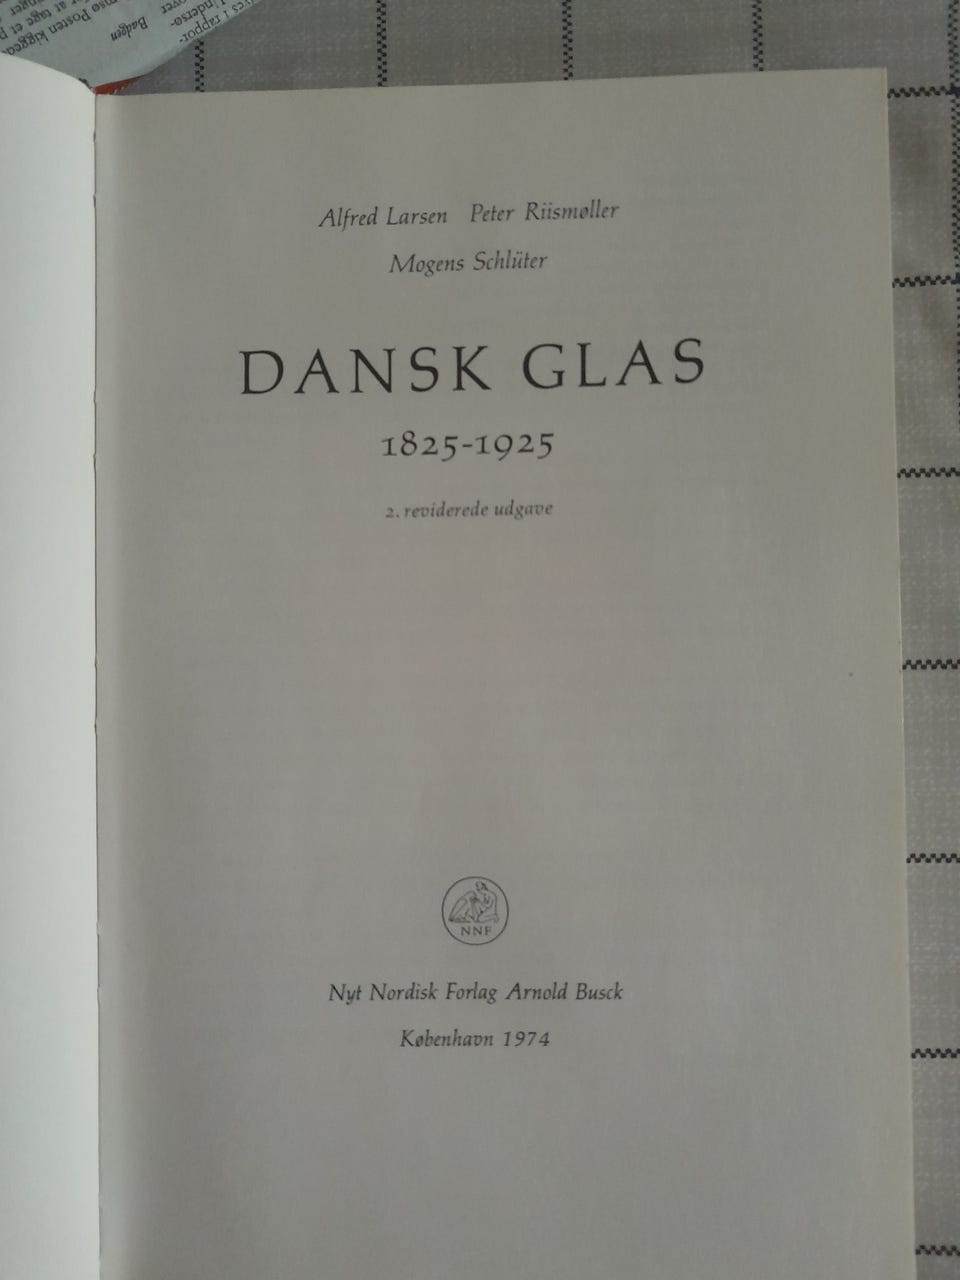 Alfred Larsen Peter Riismøller
Mogens Schlüter
DANSK GLAS
1825-1925
2. reviderede udgave
NNF
Nyt Nordisk Forlag Arnold Busck
København 1974
Badgen